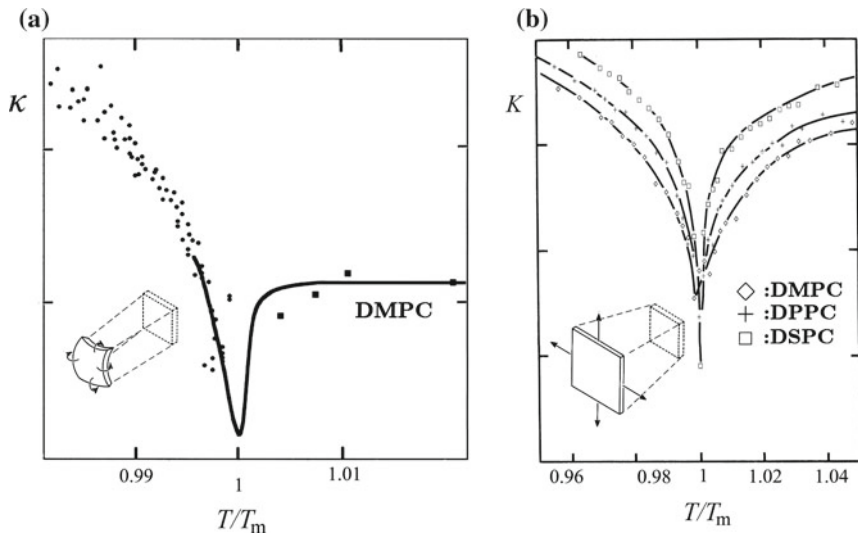 (a)
κ
DMPC
0.99
1
1.01
T/Tm
(b)
K
◇ :DMPC
+ :DPPC
□ :DSPC
0.96
0.98
1
1.02
1.04
T/Tm